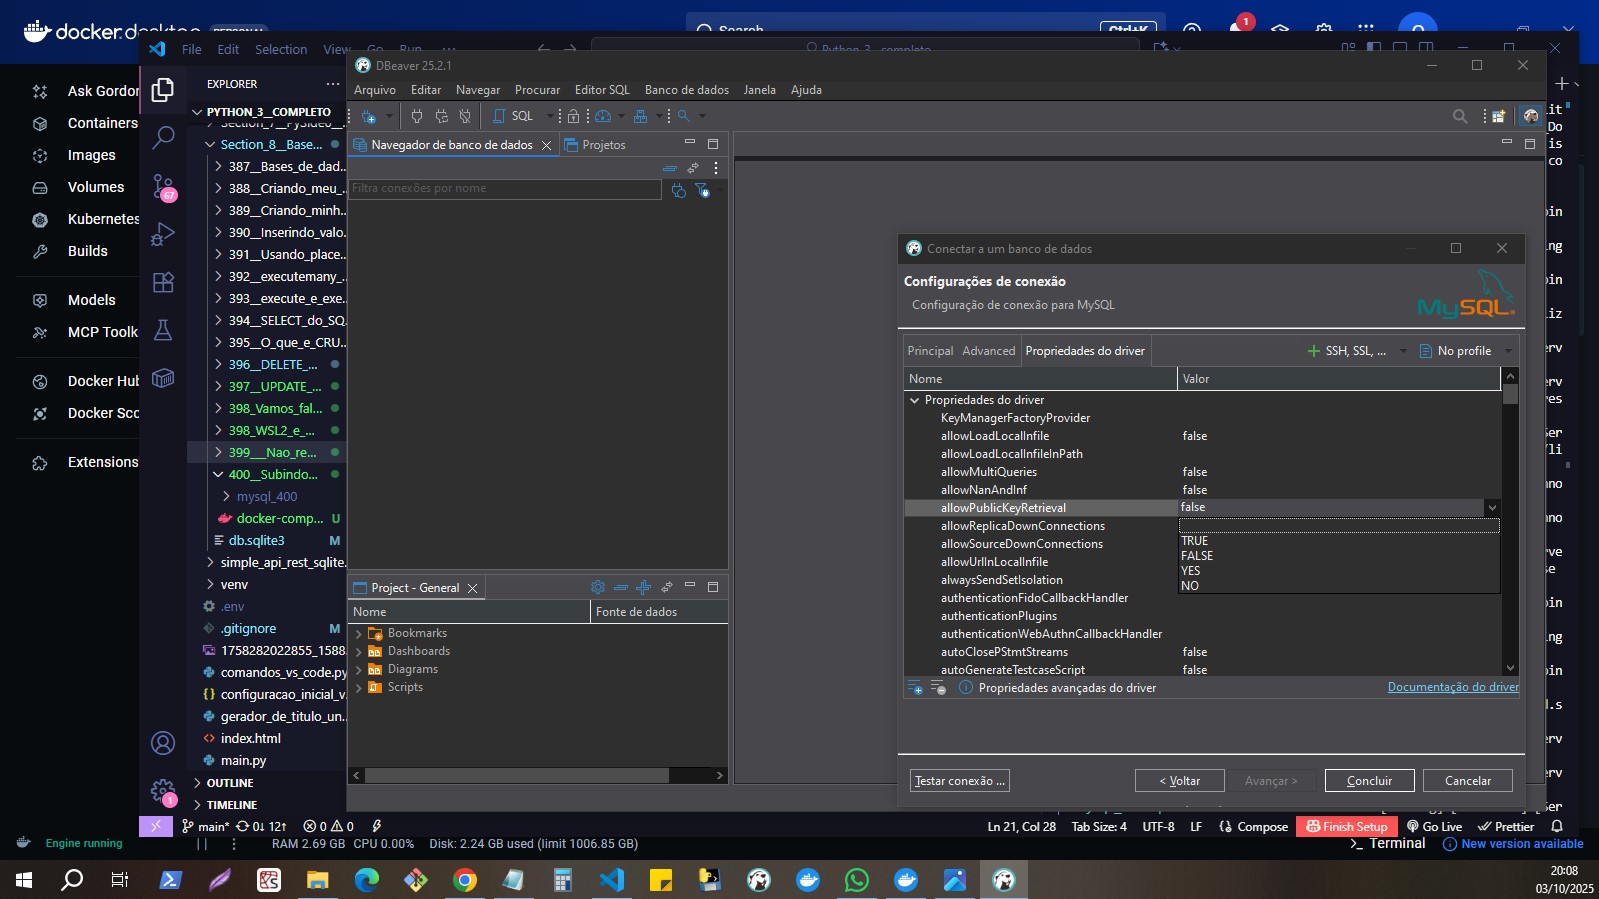 docker desktop PERSONAL
Search
Ctrl+K
1
Ask Gordon
Containers
Images
Volumes
Kubernetes
Builds
Models
MCP Toolk
Docker Hub
Docker Sco
Extensions
File Edit Selection View Go Run ...
Python_3__completo
EXPLORER
PYTHON_3__COMPLETO
Section_8__Base...
387__Bases_de_dad...
388__Criando_meu_...
389__Criando_minh...
390__Inserindo_valo...
391__Usando_place...
392__executemany_...
393__execute_e_exe...
394__SELECT_do_SQ...
395__O_que_e_CRU...
396__DELETE_...
397__UPDATE_...
398_Vamos_fal...
398_WSL2_e_...
399___Nao_re...
400__Subindo...
mysql_400
docker-comp... U
db.sqlite3 M
simple_api_rest_sqlite...
venv
.env
.gitignore M
1758282022855_1588...
comandos_vs_code.py
configuracao_inicial_v...
gerador_de_titulo_un...
index.html
main.py
OUTLINE
TIMELINE
67
1
DBeaver 25.2.1
Arquivo Editar Navegar Procurar Editor SQL Banco de dados Janela Ajuda
SQL
Navegador de banco de dados
Projetos
Filtra conexões por nome
Project - General
Nome Fonte de dados
Bookmarks
Dashboards
Diagrams
Scripts
Conectar a um banco de dados
Configurações de conexão
Configuração de conexão para MySQL
MySQL
Principal Advanced Propriedades do driver
SSH, SSL, ...
No profile
Nome Valor
Propriedades do driver
KeyManagerFactoryProvider
allowLoadLocalInfile false
allowLoadLocalInfileInPath
allowMultiQueries false
allowNanAndInf false
allowPublicKeyRetrieval false
allowReplicaDownConnections
allowSourceDownConnections
allowUrlInLocalInfile
alwaysSendSetIsolation
authenticationFidoCallbackHandler
authenticationPlugins
authenticationWebAuthnCallbackHandler
autoClosePStmtStreams false
autoGenerateTestcaseScript false
TRUE
FALSE
YES
NO
Propriedades avançadas do driver
Documentação do driver
Testar conexão ...
< Voltar
Avançar >
Concluir
Cancelar
main* 0↓ 12↑ 0 0
Ln 21, Col 28 Tab Size: 4 UTF-8 LF Compose Finish Setup Go Live Prettier
Engine running
RAM 2.69 GB CPU 0.00% Disk: 2.24 GB used (limit 1006.85 GB)
Terminal
New version available
20:08
03/10/2025